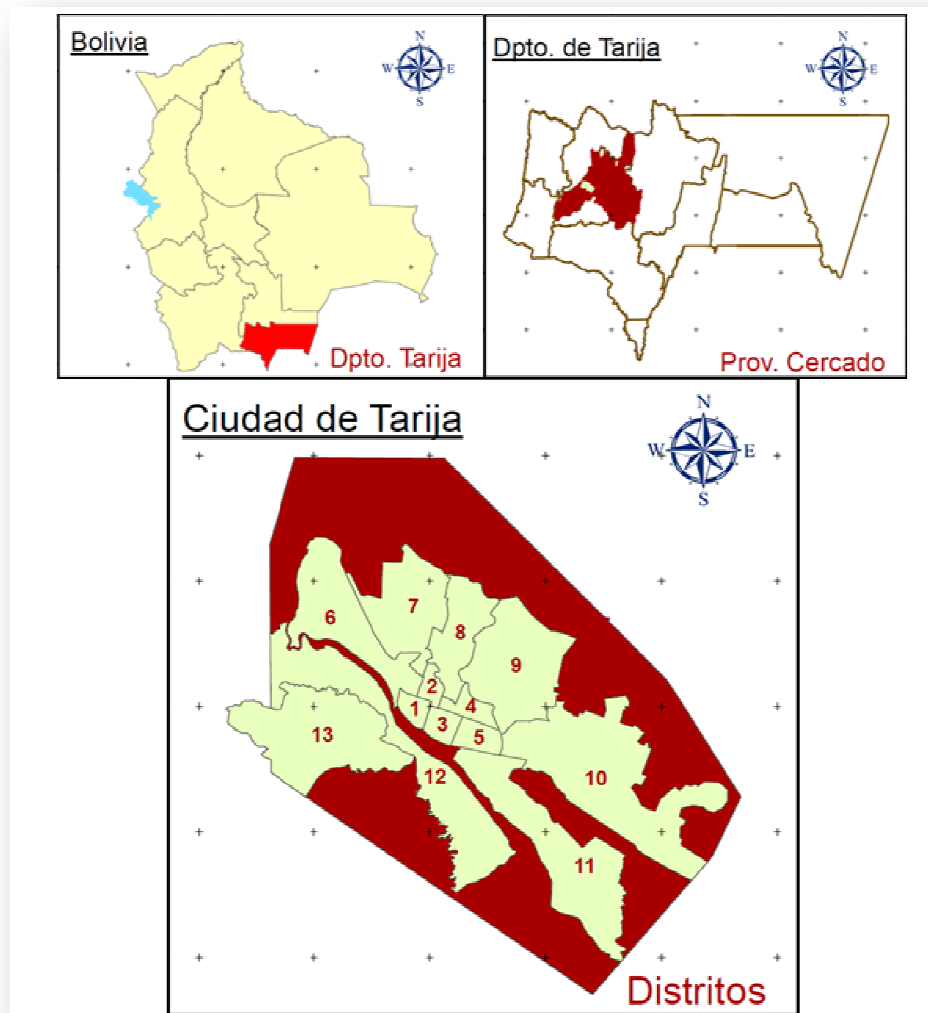 Bolivia
N
W E
S
Dpto. Tarija
Dpto. de Tarija
N
W E
S
Prov. Cercado
Ciudad de Tarija
N
W E
S
6
7
8
9
2
1
4
3
5
13
12
10
11
Distritos